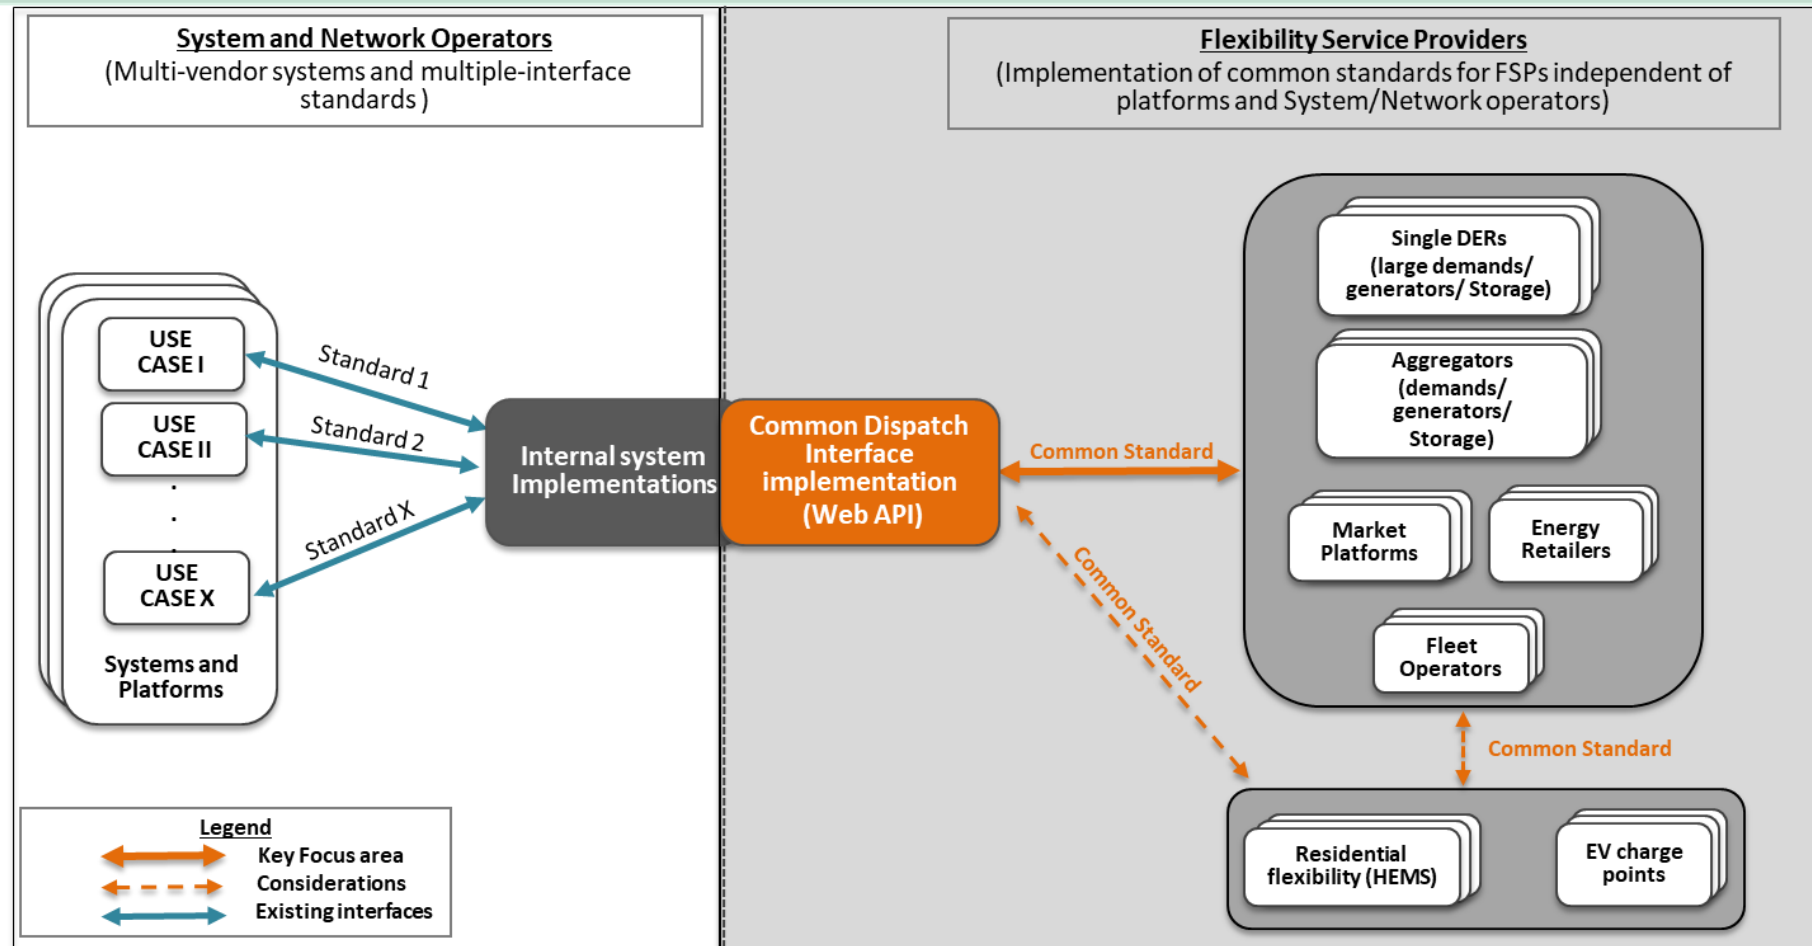 System and Network Operators
(Multi-vendor systems and multiple-interface
standards )
Flexibility Service Providers
(Implementation of common standards for FSPs independent of
platforms and System/Network operators)
USE
CASE I
USE
CASE II
.
.
.
USE
CASE X
Systems and
Platforms
Standard 1
Standard 2
Standard X
Internal system
Implementations
Common Dispatch
Interface
implementation
(Web API)
Common Standard
Common Standard
Single DERs
(large demands/
generators/ Storage)
Aggregators
(demands/
generators/
Storage)
Market
Platforms
Energy
Retailers
Fleet
Operators
Common Standard
Residential
flexibility (HEMS)
EV charge
points
Legend
Key Focus area
Considerations
Existing interfaces